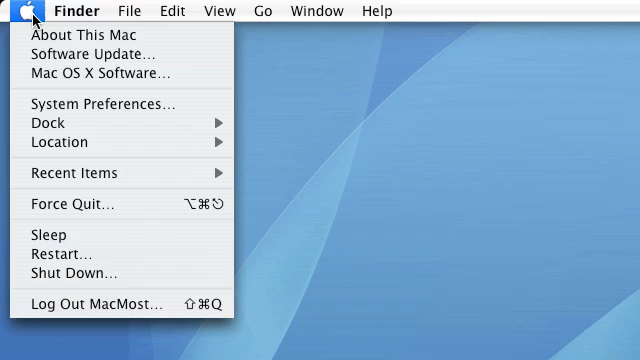 Finder File Edit View Go Window Help
About This Mac
Software Update...
Mac OS X Software...
System Preferences...
Dock
Location
Recent Items
Force Quit... ⌥⌘⎋
Sleep
Restart...
Shut Down...
Log Out MacMost... ⇧⌘Q